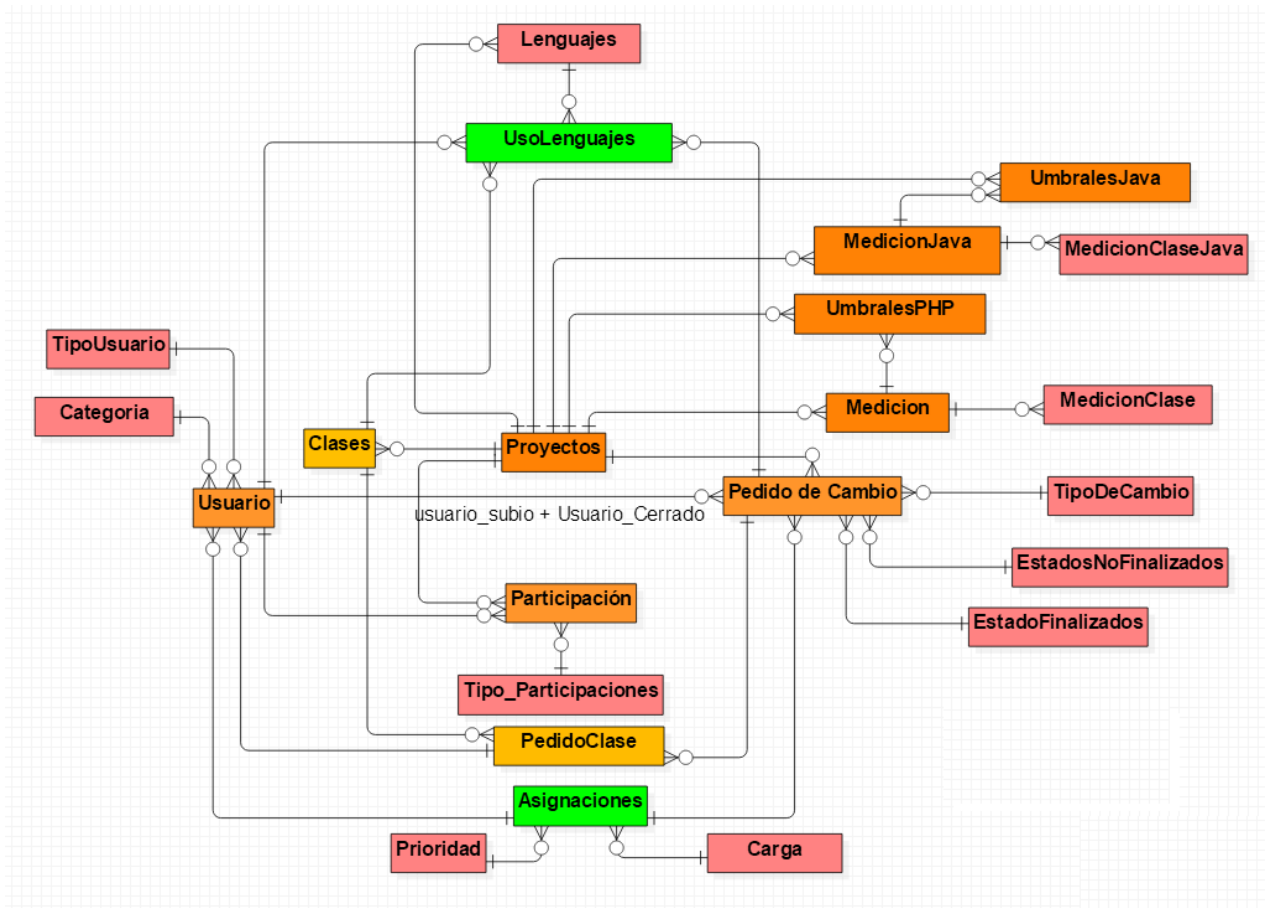 Lenguajes
UsoLenguajes
UmbralesJava
MedicionJava
MedicionClaseJava
UmbralesPHP
TipoUsuario
Categoria
Medicion
MedicionClase
Clases
Proyectos
Usuario
Pedido de Cambio
TipoDeCambio
usuario_subio + Usuario_Cerrado
EstadosNoFinalizados
Participación
EstadoFinalizados
Tipo_Participaciones
PedidoClase
Asignaciones
Prioridad
Carga